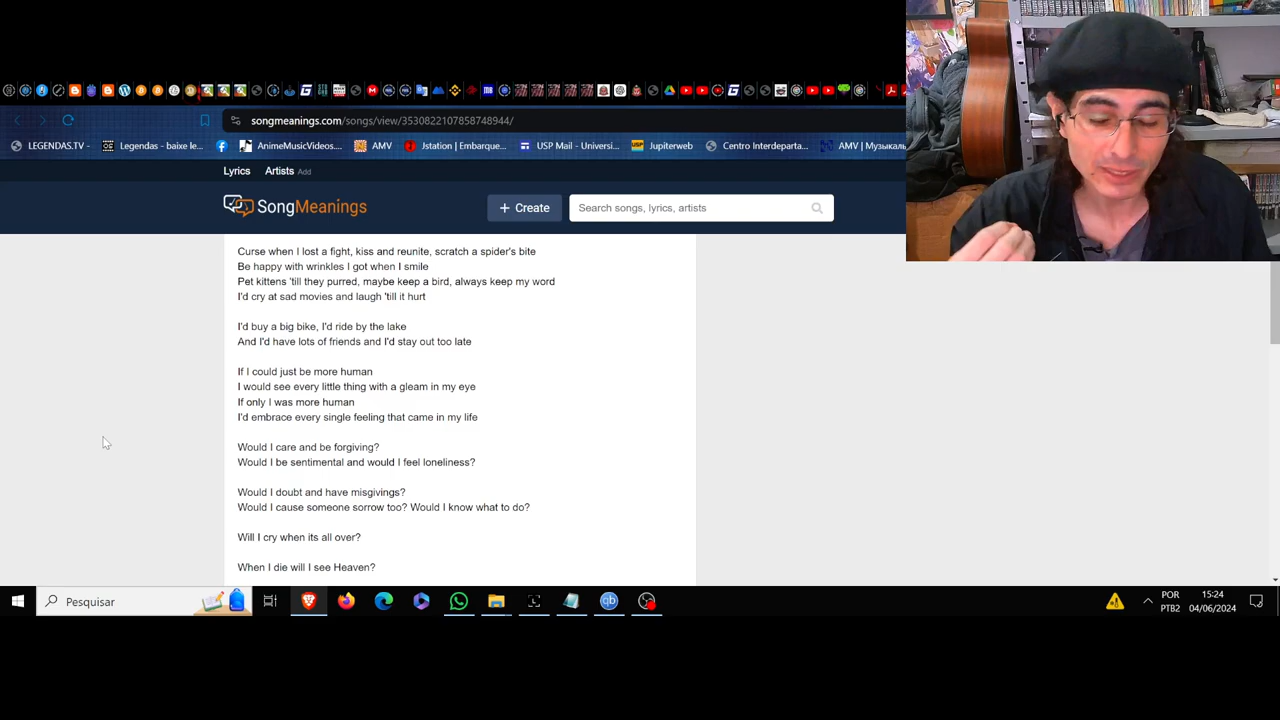 songmeanings.com/songs/view/3530822107858748944/
LEGENDAS.TV -
Legendas - baixe le...
AnimeMusicVideos...
AMV
Jstation | Embarque...
USP Mail - Universi...
Jupiterweb
Centro Interdeparta...
AMV | Музыкаль
Lyrics
Artists
Add
SongMeanings
+ Create
Search songs, lyrics, artists
Curse when I lost a fight, kiss and reunite, scratch a spider's bite
Be happy with wrinkles I got when I smile
Pet kittens 'till they purred, maybe keep a bird, always keep my word
I'd cry at sad movies and laugh 'till it hurt
I'd buy a big bike, I'd ride by the lake
And I'd have lots of friends and I'd stay out too late
If I could just be more human
I would see every little thing with a gleam in my eye
If only I was more human
I'd embrace every single feeling that came in my life
Would I care and be forgiving?
Would I be sentimental and would I feel loneliness?
Would I doubt and have misgivings?
Would I cause someone sorrow too? Would I know what to do?
Will I cry when its all over?
When I die will I see Heaven?
Pesquisar
POR
PTB2
15:24
04/06/2024